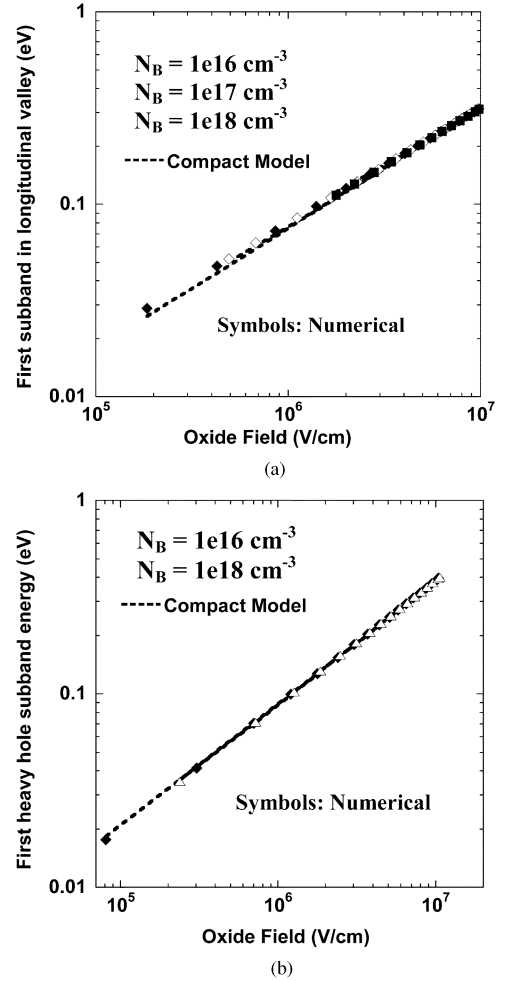 1
0.1
0.01
First subband in longitudinal valley (eV)
N_B = 1e16 cm^-3
N_B = 1e17 cm^-3
N_B = 1e18 cm^-3
Compact Model
Symbols: Numerical
10^5
10^6
10^7
Oxide Field (V/cm)
(a)
1
0.1
0.01
First heavy hole subband energy (eV)
N_B = 1e16 cm^-3
N_B = 1e18 cm^-3
Compact Model
Symbols: Numerical
10^5
10^6
10^7
Oxide Field (V/cm)
(b)